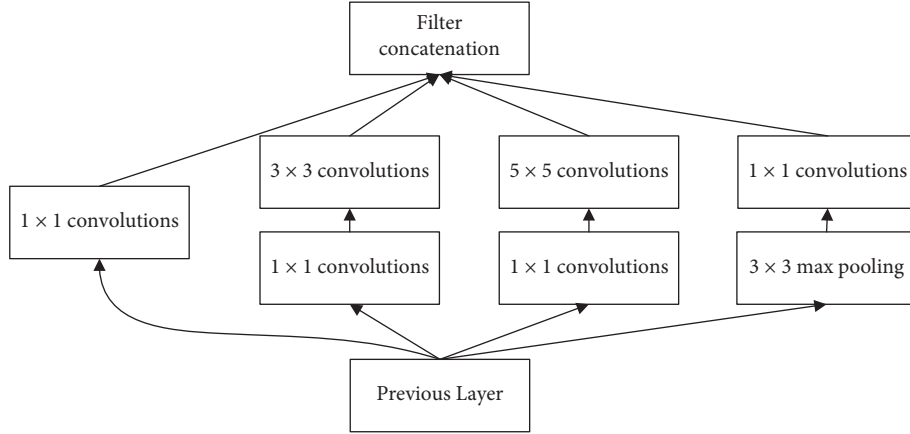 Filter
concatenation
3 × 3 convolutions
5 × 5 convolutions
1 × 1 convolutions
1 × 1 convolutions
1 × 1 convolutions
1 × 1 convolutions
3 × 3 max pooling
Previous Layer